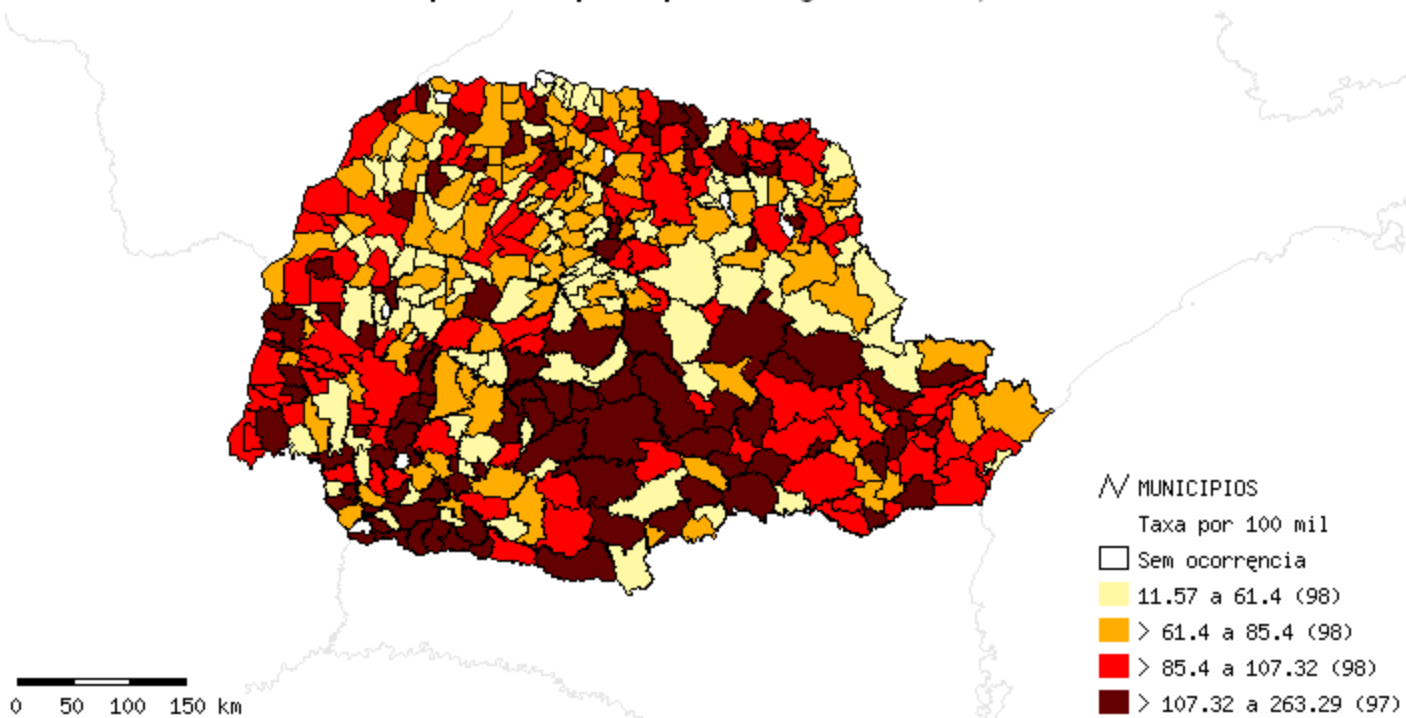 MUNICIPIOS
Taxa por 100 mil
Sem ocorręncia
11.57 a 61.4 (98)
> 61.4 a 85.4 (98)
> 85.4 a 107.32 (98)
> 107.32 a 263.29 (97)
0 50 100 150 km